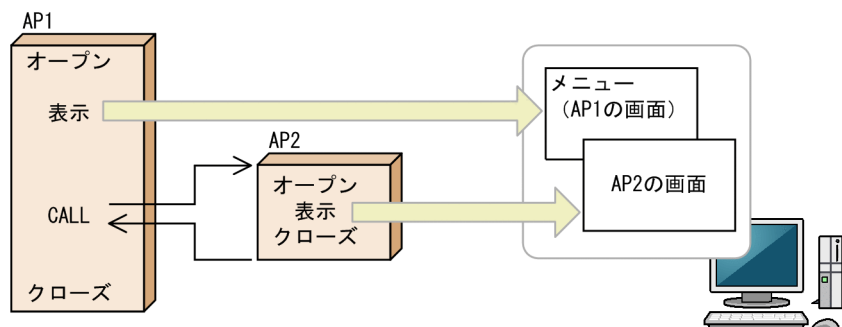 AP1
オープン
表示
CALL
クローズ
AP2
オープン
表示
クローズ
メニュー
(AP1の画面)
AP2の画面